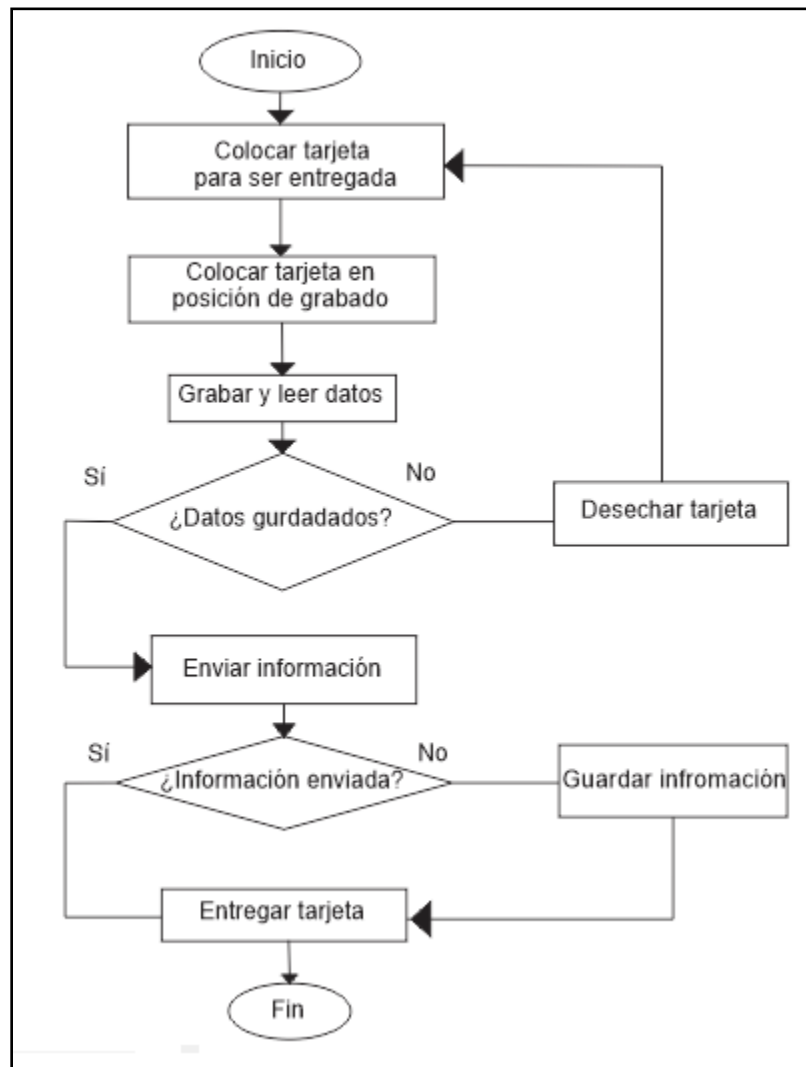 Inicio
Colocar tarjeta
para ser entregada
Colocar tarjeta en
posición de grabado
Grabar y leer datos
Sí
No
¿Datos gurdadados?
Desechar tarjeta
Enviar información
Sí
No
¿Información enviada?
Guardar infromación
Entregar tarjeta
Fin